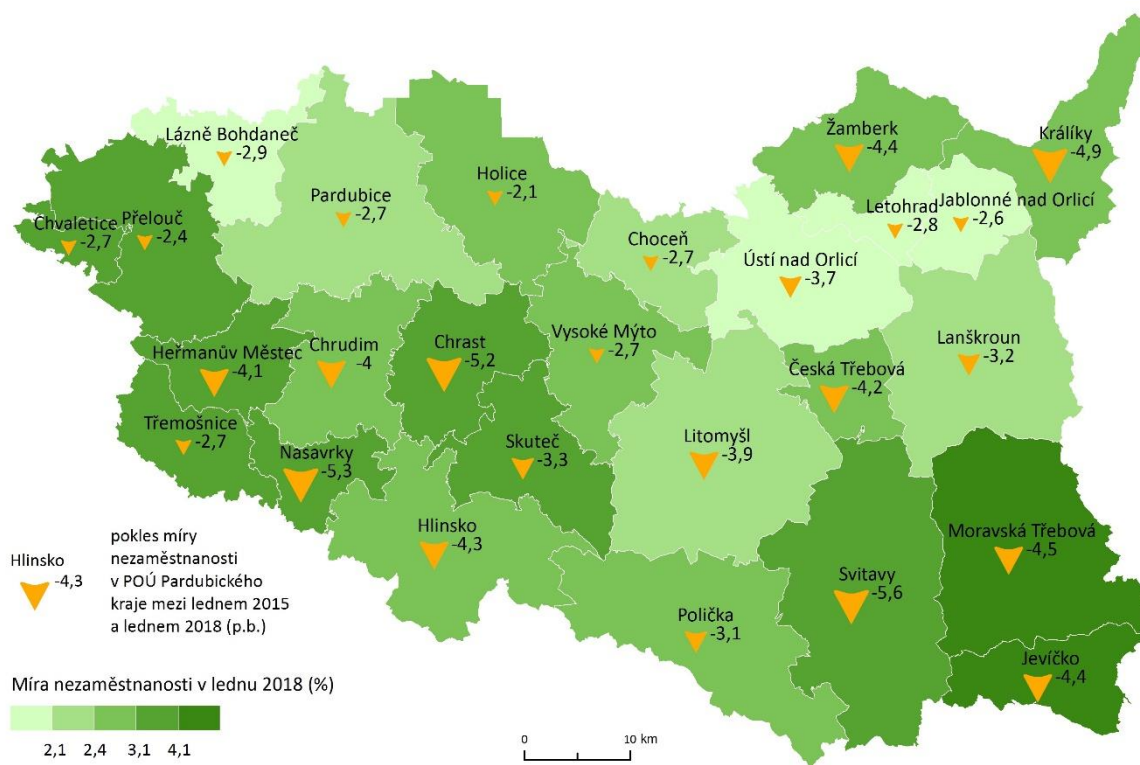 Lázně Bohdaneč
-2,9
Pardubice
-2,7
Holice
-2,1
Žamberk
-4,4
Králíky
-4,9
Chvaletice
-2,7
Přelouč
-2,4
Choceň
-2,7
Letohrad
-2,8
Jablonné nad Orlicí
-2,6
Ústí nad Orlicí
-3,7
Heřmanův Městec
-4,1
Chrudim
-4
Chrast
-5,2
Vysoké Mýto
-2,7
Česká Třebová
-4,2
Lanškroun
-3,2
Třemošnice
-2,7
Nasavrky
-5,3
Skuteč
-3,3
Litomyšl
-3,9
Hlinsko
-4,3
Moravská Třebová
-4,5
Svitavy
-5,6
Polička
-3,1
Jevíčko
-4,4
Hlinsko
-4,3
pokles míry
nezaměstnanosti
v POÚ Pardubického
kraje mezi lednem 2015
a lednem 2018 (p.b.)
Míra nezaměstnanosti v lednu 2018 (%)
2,1 2,4 3,1 4,1
0 10 km